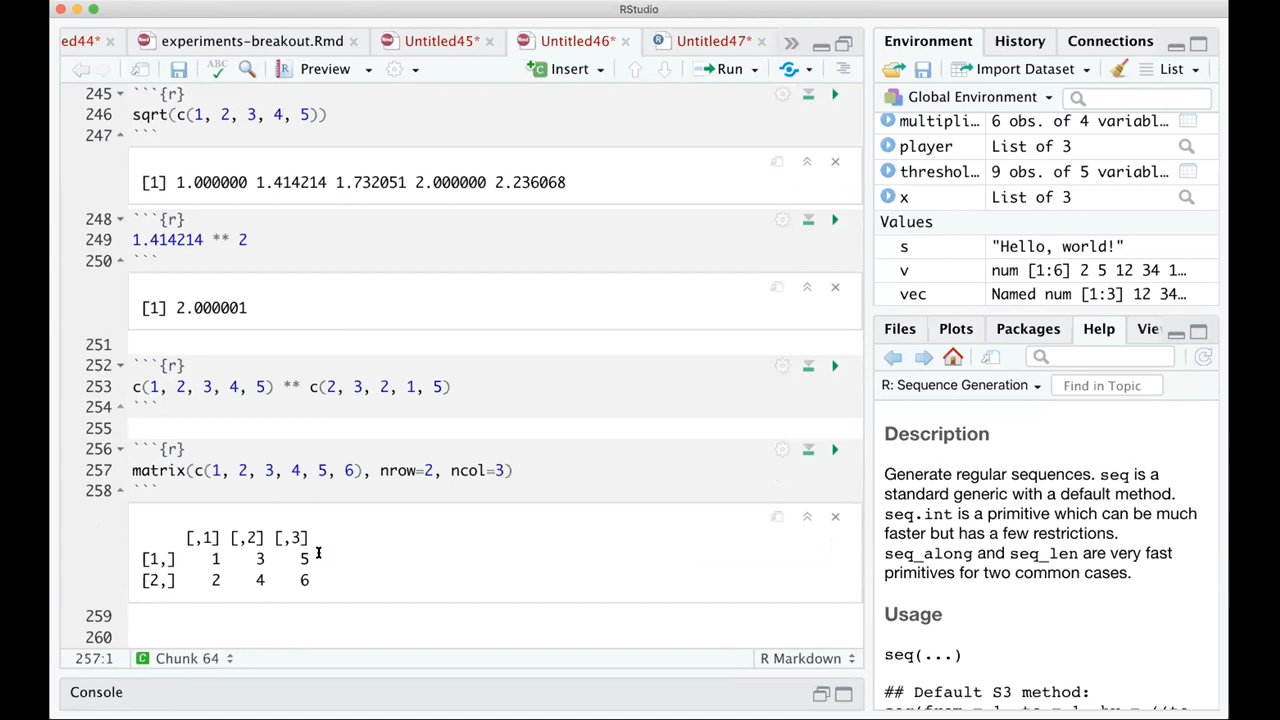 RStudio
ed44* experiments-breakout.Rmd Untitled45* Untitled46* Untitled47*
ABC Preview Insert Run
245 ```{r}
246 sqrt(c(1, 2, 3, 4, 5))
247 ```
[1] 1.000000 1.414214 1.732051 2.000000 2.236068
248 ```{r}
249 1.414214 ** 2
250 ```
[1] 2.000001
251
252 ```{r}
253 c(1, 2, 3, 4, 5) ** c(2, 3, 2, 1, 5)
254 ```
255
256 ```{r}
257 matrix(c(1, 2, 3, 4, 5, 6), nrow=2, ncol=3)
258 ```
[,1] [,2] [,3]
[1,] 1 3 5
[2,] 2 4 6
259
260
257:1 Chunk 64 R Markdown
Console
Environment History Connections
Import Dataset List
Global Environment
multipli… 6 obs. of 4 variabl…
player List of 3
threshol… 9 obs. of 5 variabl…
x List of 3
Values
s "Hello, world!"
v num [1:6] 2 5 12 34 1…
vec Named num [1:3] 12 34…
Files Plots Packages Help Vie
R: Sequence Generation Find in Topic
Description
Generate regular sequences. seq is a
standard generic with a default method.
seq.int is a primitive which can be much
faster but has a few restrictions.
seq_along and seq_len are very fast
primitives for two common cases.
Usage
seq(...)
## Default S3 method: